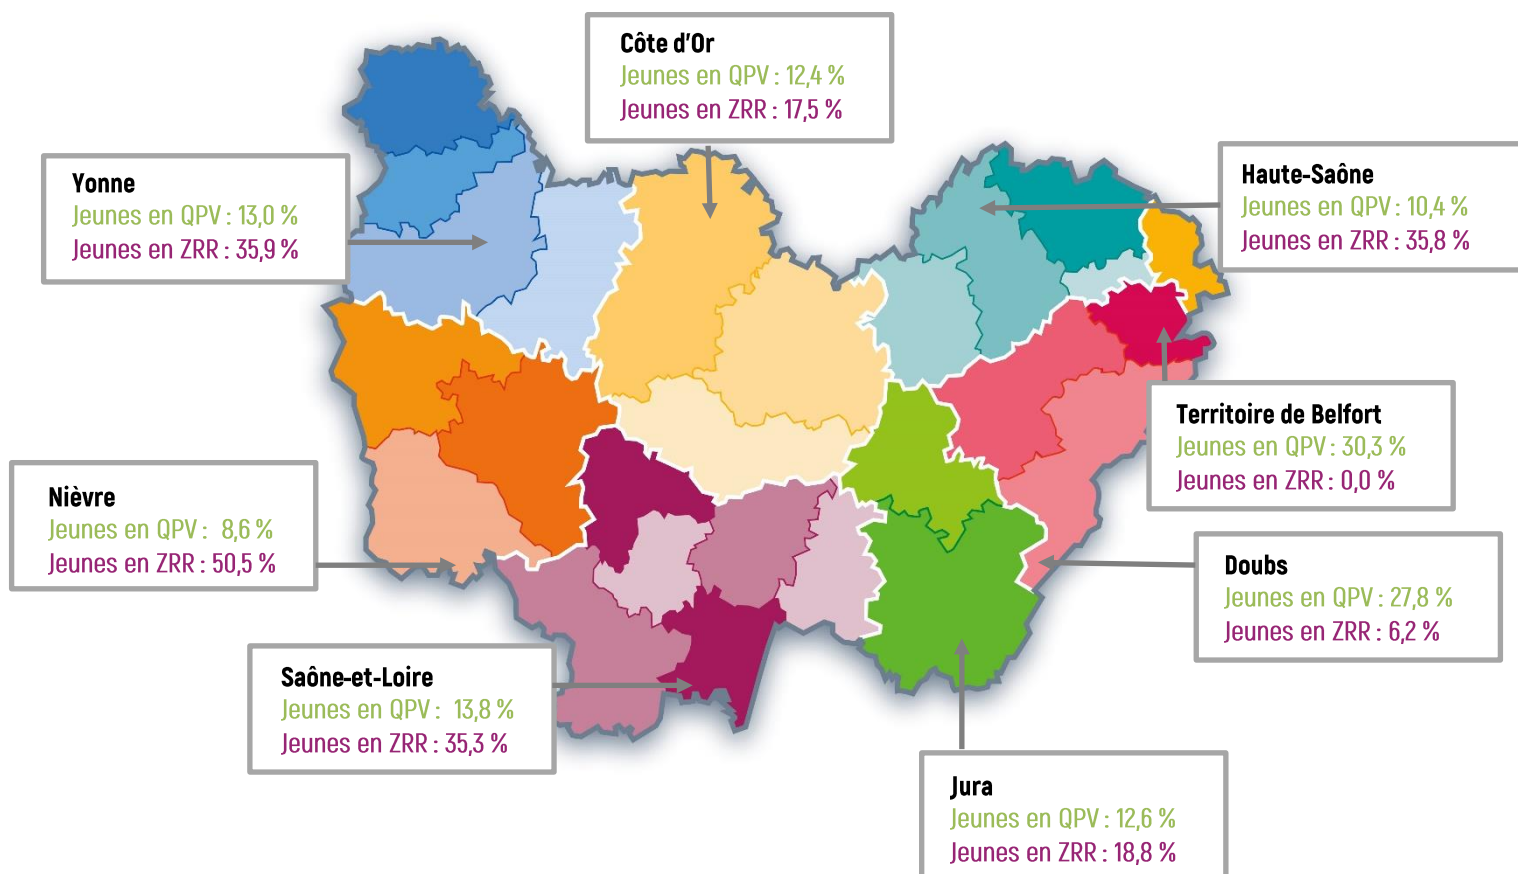 Côte d'Or
Jeunes en QPV : 12,4 %
Jeunes en ZRR : 17,5 %
Yonne
Jeunes en QPV : 13,0 %
Jeunes en ZRR : 35,9 %
Haute-Saône
Jeunes en QPV : 10,4 %
Jeunes en ZRR : 35,8 %
Territoire de Belfort
Jeunes en QPV : 30,3 %
Jeunes en ZRR : 0,0 %
Nièvre
Jeunes en QPV : 8,6 %
Jeunes en ZRR : 50,5 %
Doubs
Jeunes en QPV : 27,8 %
Jeunes en ZRR : 6,2 %
Saône-et-Loire
Jeunes en QPV : 13,8 %
Jeunes en ZRR : 35,3 %
Jura
Jeunes en QPV : 12,6 %
Jeunes en ZRR : 18,8 %